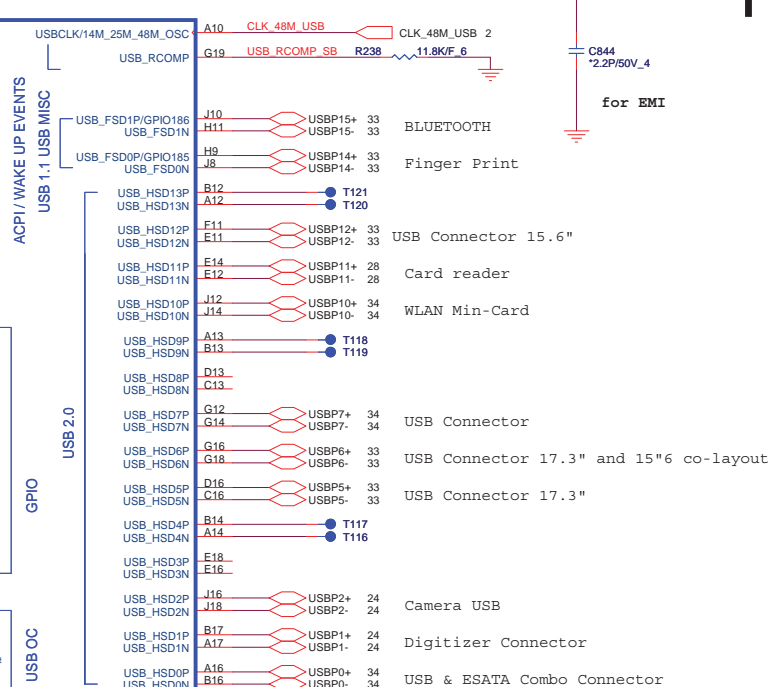 USBCLK/14M_25M_48M_OSC A10 CLK_48M_USB CLK_48M_USB 2
USB_RCOMP G19 USB_RCOMP_SB R238 11.8K/F_6
C844
*2.2P/50V_4
for EMI
ACPI / WAKE UP EVENTS
USB 1.1 USB MISC
USB_FSD1P/GPIO186 J10 USBP15+ 33
USB_FSD1N H11 USBP15- 33
BLUETOOTH
USB_FSD0P/GPIO185 H9 USBP14+ 33
USB_FSD0N J8 USBP14- 33
Finger Print
USB_HSD13P B12 T121
USB_HSD13N A12 T120
USB_HSD12P F11 USBP12+ 33
USB_HSD12N E11 USBP12- 33
USB Connector 15.6"
USB_HSD11P E14 USBP11+ 28
USB_HSD11N E12 USBP11- 28
Card reader
USB_HSD10P J12 USBP10+ 34
USB_HSD10N J14 USBP10- 34
WLAN Min-Card
USB_HSD9P A13 T118
USB_HSD9N B13 T119
USB_HSD8P D13
USB_HSD8N C13
USB 2.0
USB_HSD7P G12 USBP7+ 34
USB_HSD7N G14 USBP7- 34
USB Connector
USB_HSD6P G16 USBP6+ 33
USB_HSD6N G18 USBP6- 33
USB Connector 17.3" and 15"6 co-layout
GPIO
USB_HSD5P D16 USBP5+ 33
USB_HSD5N C16 USBP5- 33
USB Connector 17.3"
USB_HSD4P B14 T117
USB_HSD4N A14 T116
USB_HSD3P E18
USB_HSD3N E16
USB_HSD2P J16 USBP2+ 24
USB_HSD2N J18 USBP2- 24
Camera USB
USB OC
USB_HSD1P B17 USBP1+ 24
USB_HSD1N A17 USBP1- 24
Digitizer Connector
USB_HSD0P A16 USBP0+ 34
USB_HSD0N B16 USBP0- 34
USB & ESATA Combo Connector